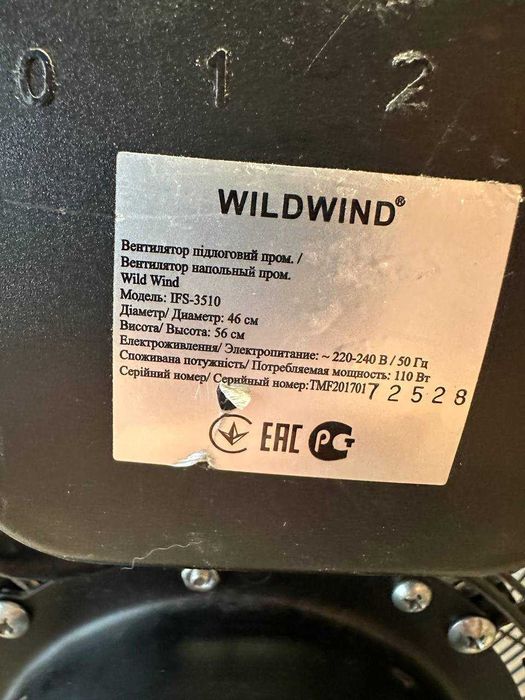 0 1 2
WILDWIND®
Вентилятор підлоговий пром. /
Вентилятор напольный пром.
Wild Wind
Модель: IFS-3510
Діаметр/ Диаметр: 46 см
Висота/ Высота: 56 см
Електроживлення/ Электропитание: ~ 220-240 В / 50 Гц
Споживана потужність/ Потребляемая мощность: 110 Вт
Серійний номер/ Серийный номер:TMF20170172528
ЕАС РСТ